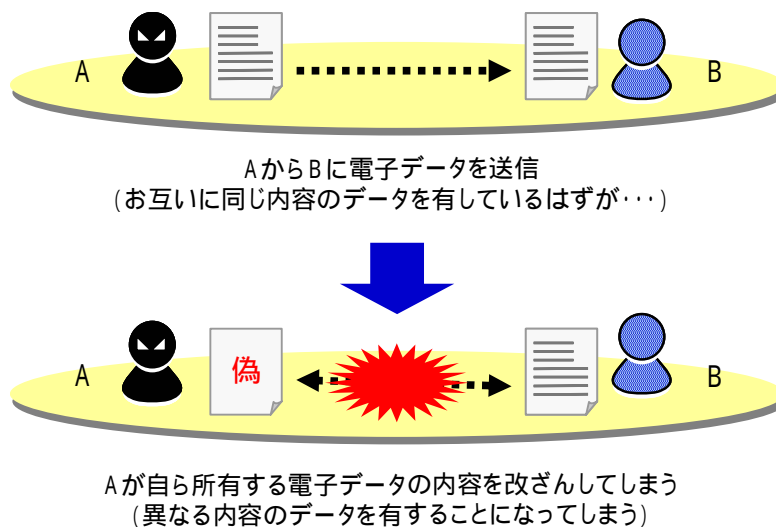 A B
AからBに電子データを送信
(お互いに同じ内容のデータを有しているはずが･･･)
A 偽 B
Aが自ら所有する電子データの内容を改ざんしてしまう
(異なる内容のデータを有することになってしまう)